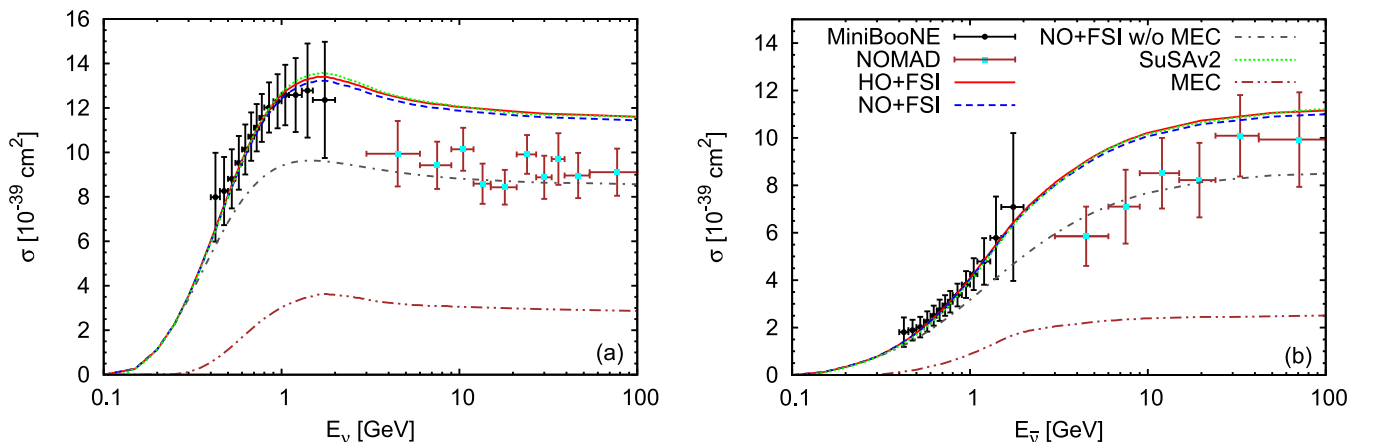 σ [10⁻³⁹ cm²]
16
14
12
10
8
6
4
2
0
0.1
1
10
100
E_ν [GeV]
(a)
MiniBooNE
NOMAD
HO+FSI
NO+FSI
NO+FSI w/o MEC
SuSAv2
MEC
σ [10⁻³⁹ cm²]
14
12
10
8
6
4
2
0
0.1
1
10
100
E_ν̅ [GeV]
(b)